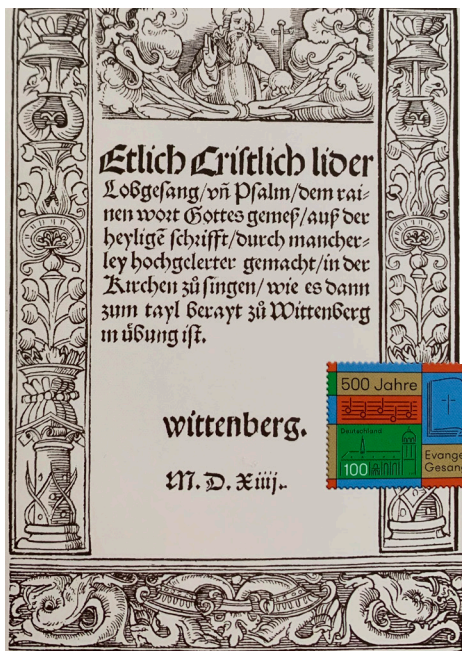 Etlich Cristlich lider
Lobgesang/vñ Psalm/dem rai-
nen wort Gottes gemeß/auß der
heyligẽ schrifft/durch mancher-
ley hochgelerter gemacht/in der
Kirchen zů singen/wie es dann
zum tayl berayt zů Wittenberg
in übung ist.
wittenberg.
M. D. Xiiij.
500 Jahre
Deutschland
100
Evange
Gesan